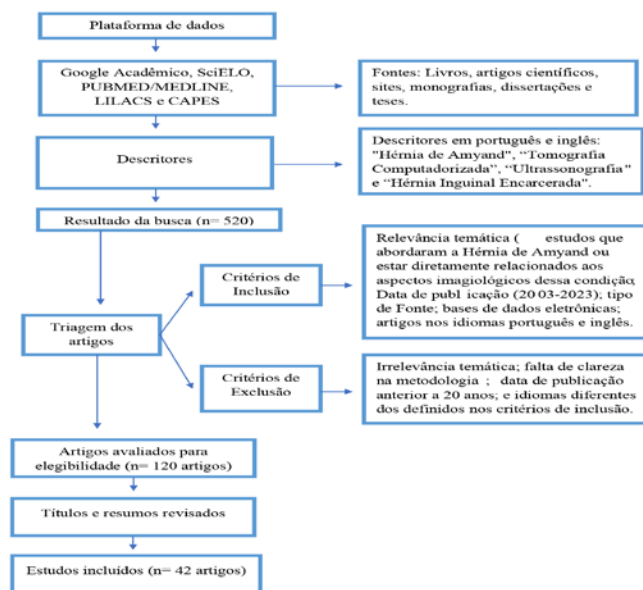 Plataforma de dados
Google Acadêmico, SciELO,
PUBMED/MEDLINE,
LILACS e CAPES
Fontes: Livros, artigos científicos,
sites, monografias, dissertações e
teses.
Descritores
Descritores em português e inglês:
"Hérnia de Amyand", “Tomografia
Computadorizada”, “Ultrassonografia"
e “Hérnia Inguinal Encarcerada".
Resultado da busca (n= 520)
Critérios de
Inclusão
Relevância temática ( estudos que
abordaram a Hérnia de Amyand ou
estar diretamente relacionados aos
aspectos imagiológicos dessa condição;
Data de publ icação (20 03-2023); tipo
de Fonte; bases de dados eletrônicas;
artigos nos idiomas português e inglês.
Triagem dos
artigos
Critérios de
Exclusão
Irrelevância temática; falta de clareza
na metodologia ; data de publicação
anterior a 20 anos; e idiomas diferentes
dos definidos nos critérios de inclusão.
Artigos avaliados para
elegibilidade (n= 120 artigos)
Títulos e resumos revisados
Estudos incluídos (n= 42 artigos)